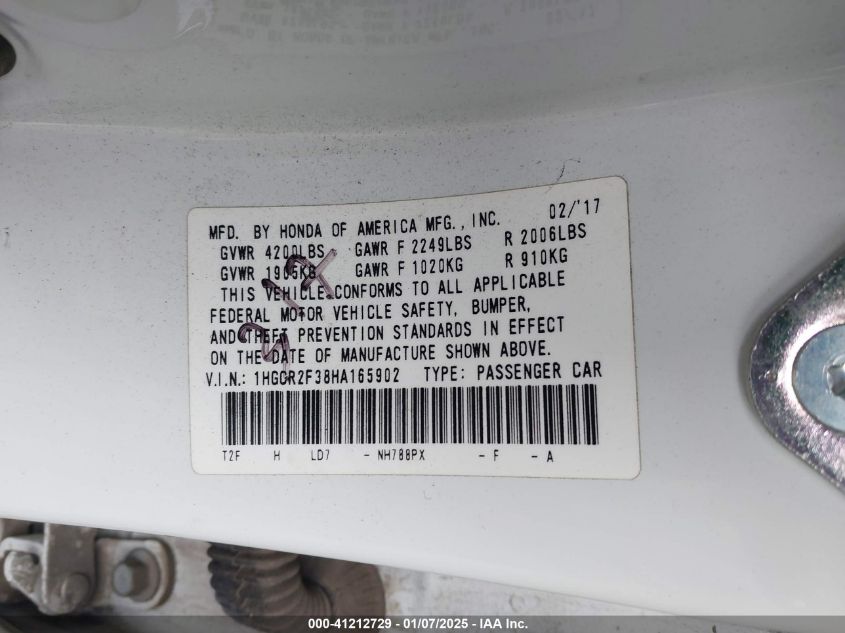 MFD. BY HONDA OF AMERICA MFG., INC. 02/'17
GVWR 4200LBS GAWR F 2249LBS R 2006LBS
GVWR 1905KG GAWR F 1020KG R 910KG
THIS VEHICLE CONFORMS TO ALL APPLICABLE
FEDERAL MOTOR VEHICLE SAFETY, BUMPER,
AND THEFT PREVENTION STANDARDS IN EFFECT
ON THE DATE OF MANUFACTURE SHOWN ABOVE.
V.I.N.: 1HGCR2F38HA165902 TYPE: PASSENGER CAR
T2F H LD7 - NH788PX - F - A
000-41212729 - 01/07/2025 - IAA Inc.